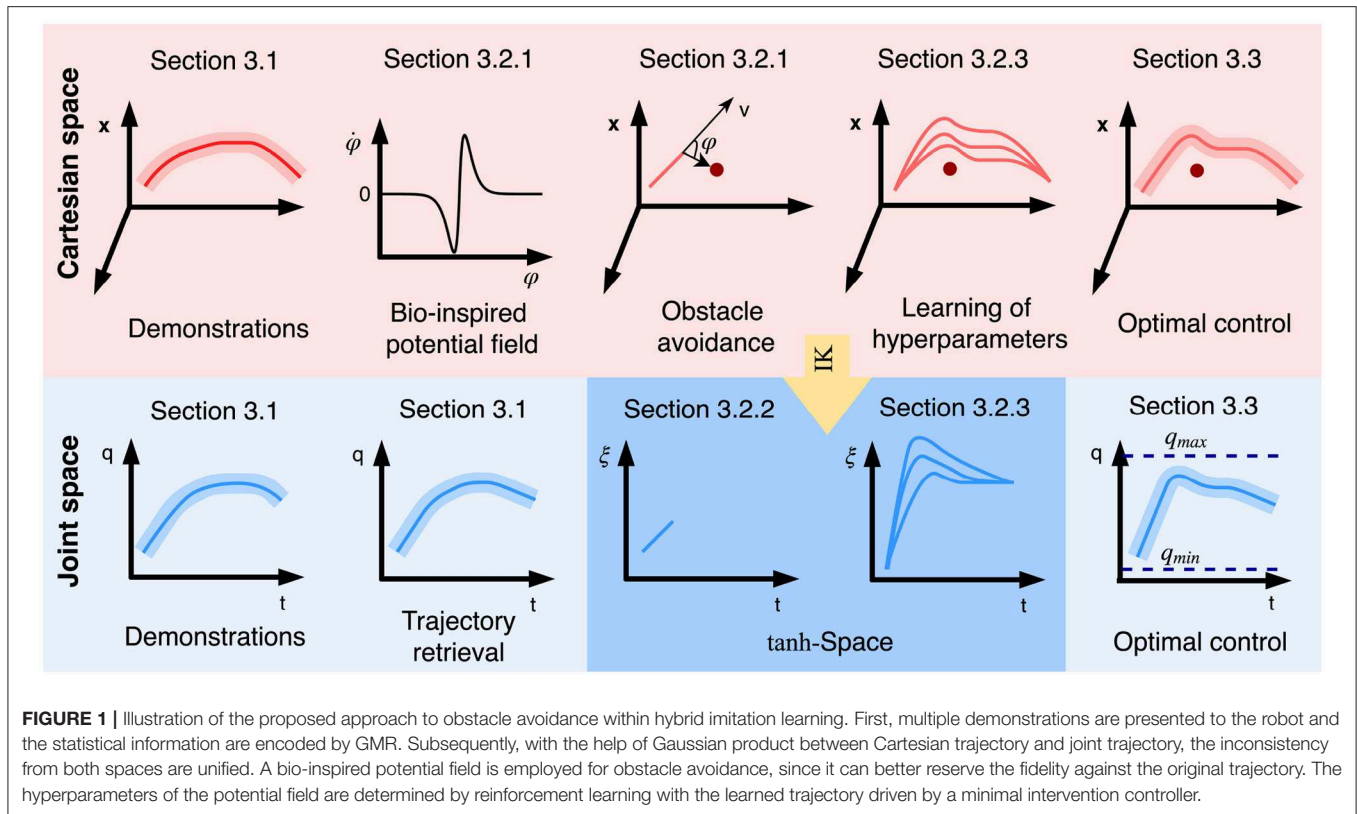 Section 3.1
Section 3.2.1
Section 3.2.1
Section 3.2.3
Section 3.3
Cartesian space
x
φ̇
0
φ
x
v
φ
x
x
Demonstrations
Bio-inspired
potential field
Obstacle
avoidance
Learning of
hyperparameters
Optimal control
IK
Section 3.1
Section 3.1
Section 3.2.2
Section 3.2.3
Section 3.3
Joint space
q
t
q
t
ξ
t
ξ
t
q
qmax
qmin
t
Demonstrations
Trajectory
retrieval
tanh-Space
Optimal control
FIGURE 1 | Illustration of the proposed approach to obstacle avoidance within hybrid imitation learning. First, multiple demonstrations are presented to the robot and
the statistical information are encoded by GMR. Subsequently, with the help of Gaussian product between Cartesian trajectory and joint trajectory, the inconsistency
from both spaces are unified. A bio-inspired potential field is employed for obstacle avoidance, since it can better reserve the fidelity against the original trajectory. The
hyperparameters of the potential field are determined by reinforcement learning with the learned trajectory driven by a minimal intervention controller.